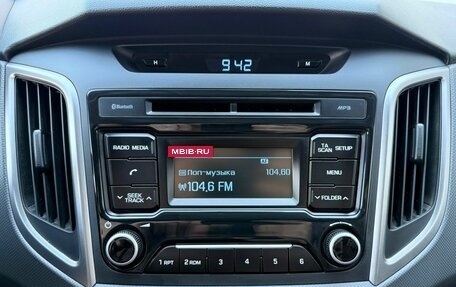 H 9:42 M
Bluetooth MP3
RADIO MEDIA
TA SCAN SETUP
MENU
SEEK TRACK
FOLDER
MBIB·RU
AF
Поп-музыка 104,60
104,6 FM
1 RPT 2 RDM 3 4 5 6